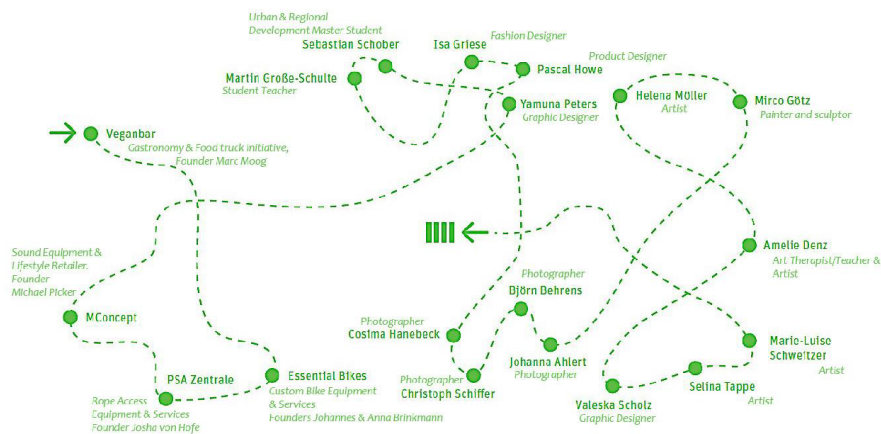 Urban & Regional
Development Master Student
Sebastian Schober
Isa Griese
Fashion Designer
Martin Große-Schulte
Student Teacher
Pascal Howe
Product Designer
Yamuna Peters
Graphic Designer
Helena Möller
Artist
Mirco Götz
Painter and sculptor
Veganbar
Gastronomy & Food truck initiative,
Founder Marc Moog
Amelie Denz
Art Therapist/Teacher &
Artist
Sound Equipment &
Lifestyle Retailer.
Founder
Michael Picker
MConcept
Photographer
Björn Behrens
Photographer
Cosima Hanebeck
Johanna Ahlert
Photographer
Marie-Luise
Schweitzer
Artist
PSA Zentrale
Rope Access
Equipment & Services
Founder Josha von Hofe
Essential Bikes
Custom Bike Equipment
& Services
Founders Johannes & Anna Brinkmann
Photographer
Christoph Schiffer
Valeska Scholz
Graphic Designer
Selina Tappe
Artist